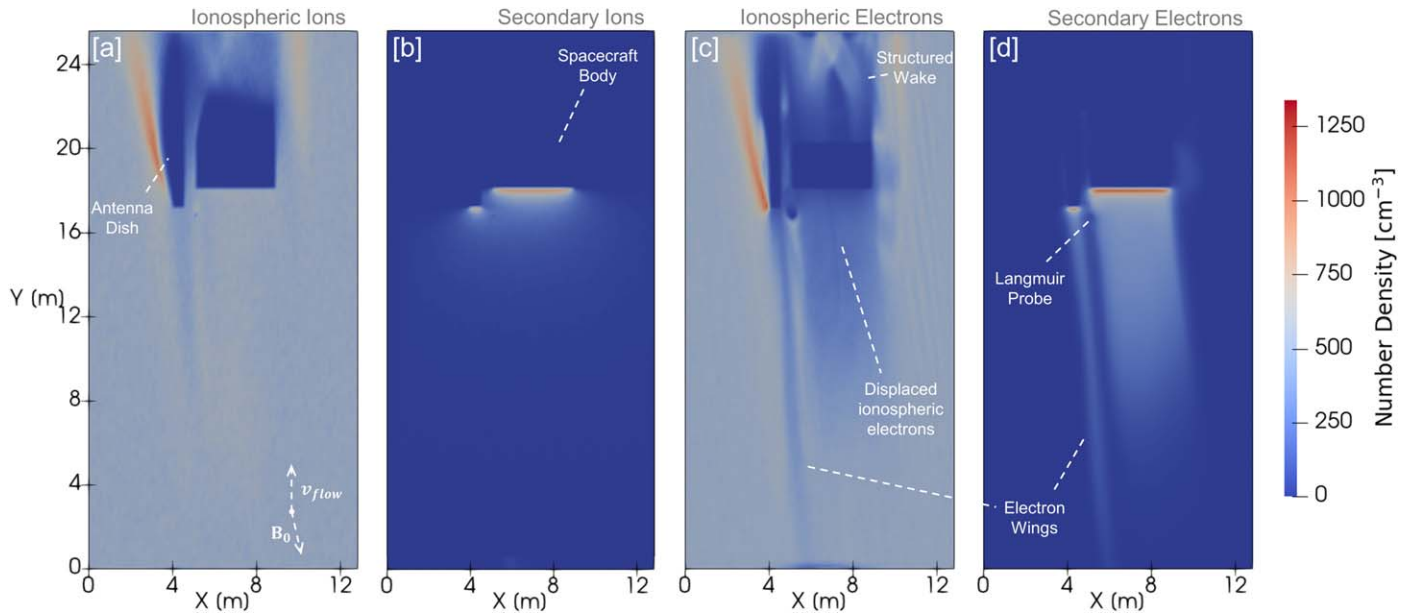 Ionospheric Ions
Secondary Ions
Ionospheric Electrons
Secondary Electrons
[a]
[b]
[c]
[d]
Spacecraft
Body
Structured
Wake
Antenna
Dish
Langmuir
Probe
Displaced
ionospheric
electrons
Electron
Wings
v_flow
B₀
Y (m)
24
20
16
12
8
4
0
0 4 8 12
X (m)
0 4 8 12
X (m)
0 4 8 12
X (m)
0 4 8 12
X (m)
1250
1000
750
500
250
0
Number Density [cm⁻³]